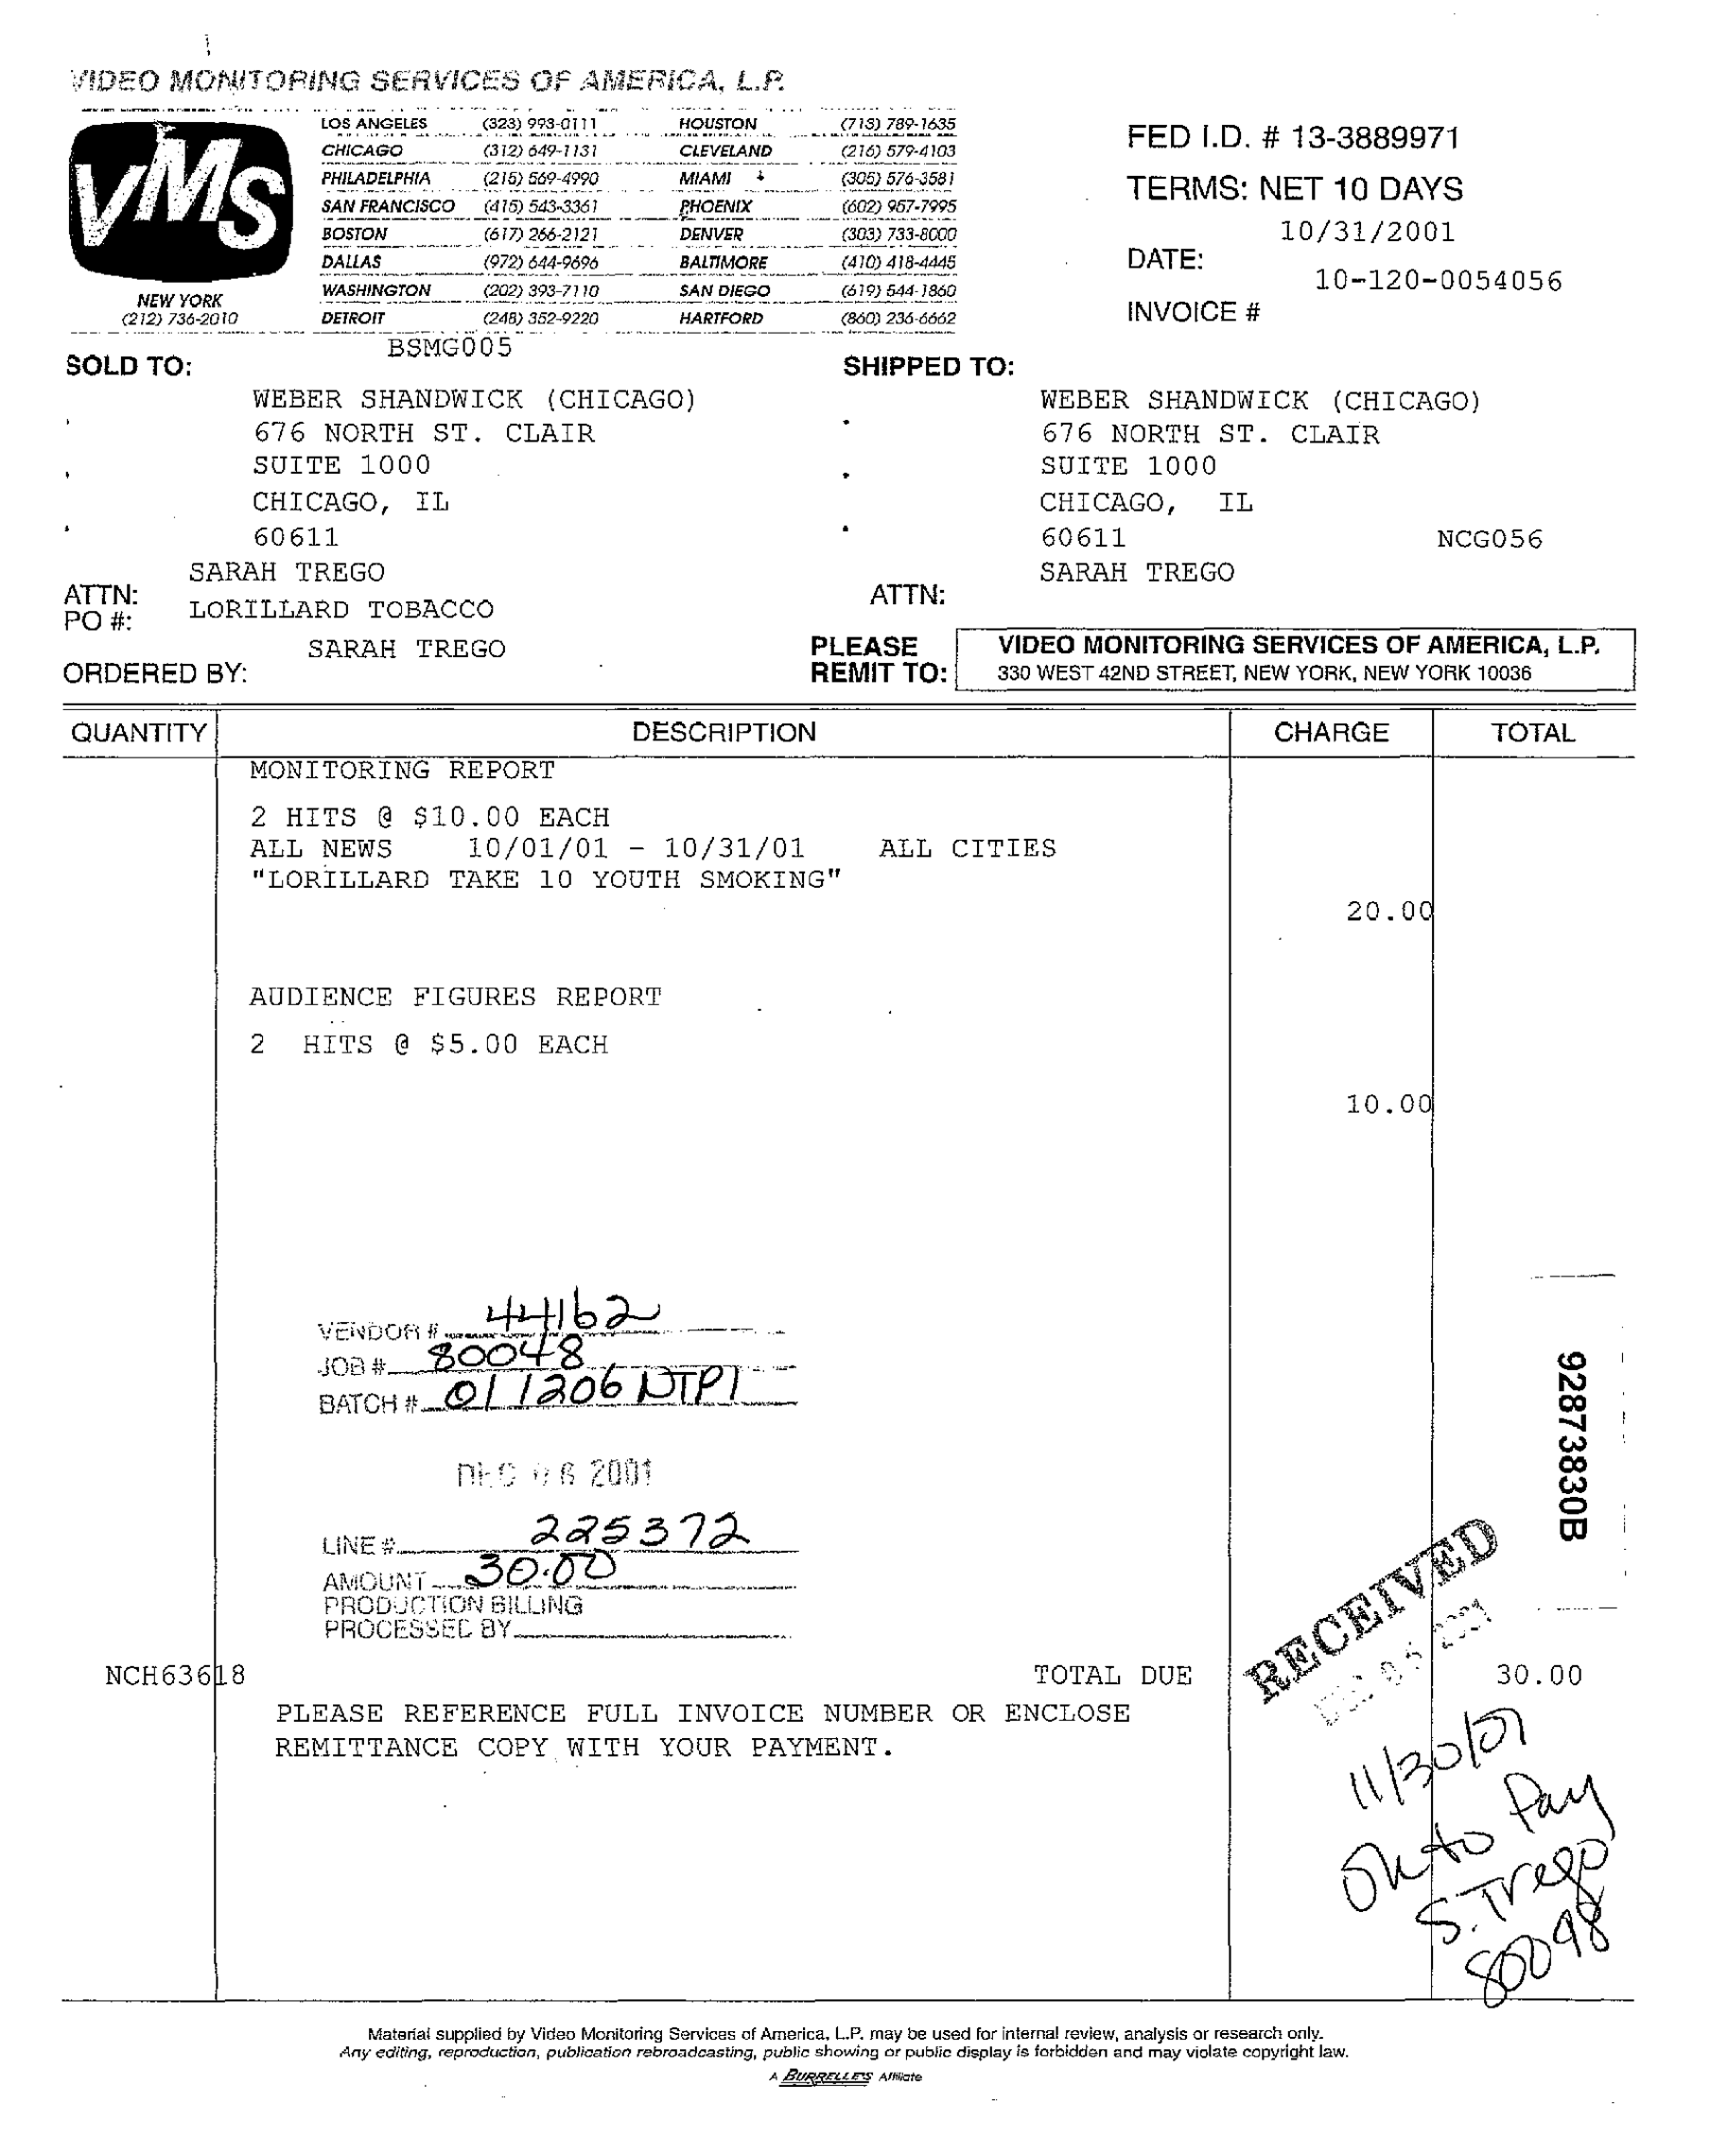 VIDEO MONITORING SERVICES OF AMERICA, L.P.
VMS
NEW YORK
(212) 736-2010
LOS ANGELES (323) 993-0111 HOUSTON (713) 789-1635
CHICAGO (312) 649-1131 CLEVELAND (216) 579-4103
PHILADELPHIA (215) 569-4990 MIAMI (305) 576-3581
SAN FRANCISCO (415) 543-3361 PHOENIX (602) 957-7995
BOSTON (617) 266-2121 DENVER (303) 733-8000
DALLAS (972) 644-9696 BALTIMORE (410) 418-4445
WASHINGTON (202) 393-7110 SAN DIEGO (619) 544-1860
DETROIT (248) 352-9220 HARTFORD (860) 236-6662
FED I.D. # 13-3889971
TERMS: NET 10 DAYS
10/31/2001
DATE:
10-120-0054056
INVOICE #
BSMG005
SOLD TO:
WEBER SHANDWICK (CHICAGO)
676 NORTH ST. CLAIR
SUITE 1000
CHICAGO, IL
60611
SARAH TREGO
ATTN:
PO #: LORILLARD TOBACCO
SARAH TREGO
ORDERED BY:
SHIPPED TO:
WEBER SHANDWICK (CHICAGO)
676 NORTH ST. CLAIR
SUITE 1000
CHICAGO, IL
60611 NCG056
SARAH TREGO
ATTN:
PLEASE REMIT TO:
VIDEO MONITORING SERVICES OF AMERICA, L.P.
330 WEST 42ND STREET, NEW YORK, NEW YORK 10036
QUANTITY DESCRIPTION CHARGE TOTAL
MONITORING REPORT
2 HITS @ $10.00 EACH
ALL NEWS 10/01/01 - 10/31/01 ALL CITIES
"LORILLARD TAKE 10 YOUTH SMOKING"
20.00
AUDIENCE FIGURES REPORT
2 HITS @ $5.00 EACH
10.00
VENDOR # 44162
JOB # 80048
BATCH # 011206 NTP1
DEC 06 2001
LINE # 225372
AMOUNT 30.00
PRODUCTION BILLING
PROCESSED BY
92873830B
RECEIVED
DEC 05 2001
NCH63618 TOTAL DUE 30.00
PLEASE REFERENCE FULL INVOICE NUMBER OR ENCLOSE
REMITTANCE COPY WITH YOUR PAYMENT.
11/30/01
Ok to Pay
S. Trego
80048
Material supplied by Video Monitoring Services of America, L.P. may be used for internal review, analysis or research only.
Any editing, reproduction, publication rebroadcasting, public showing or public display is forbidden and may violate copyright law.
A BURRELLE'S Affiliate